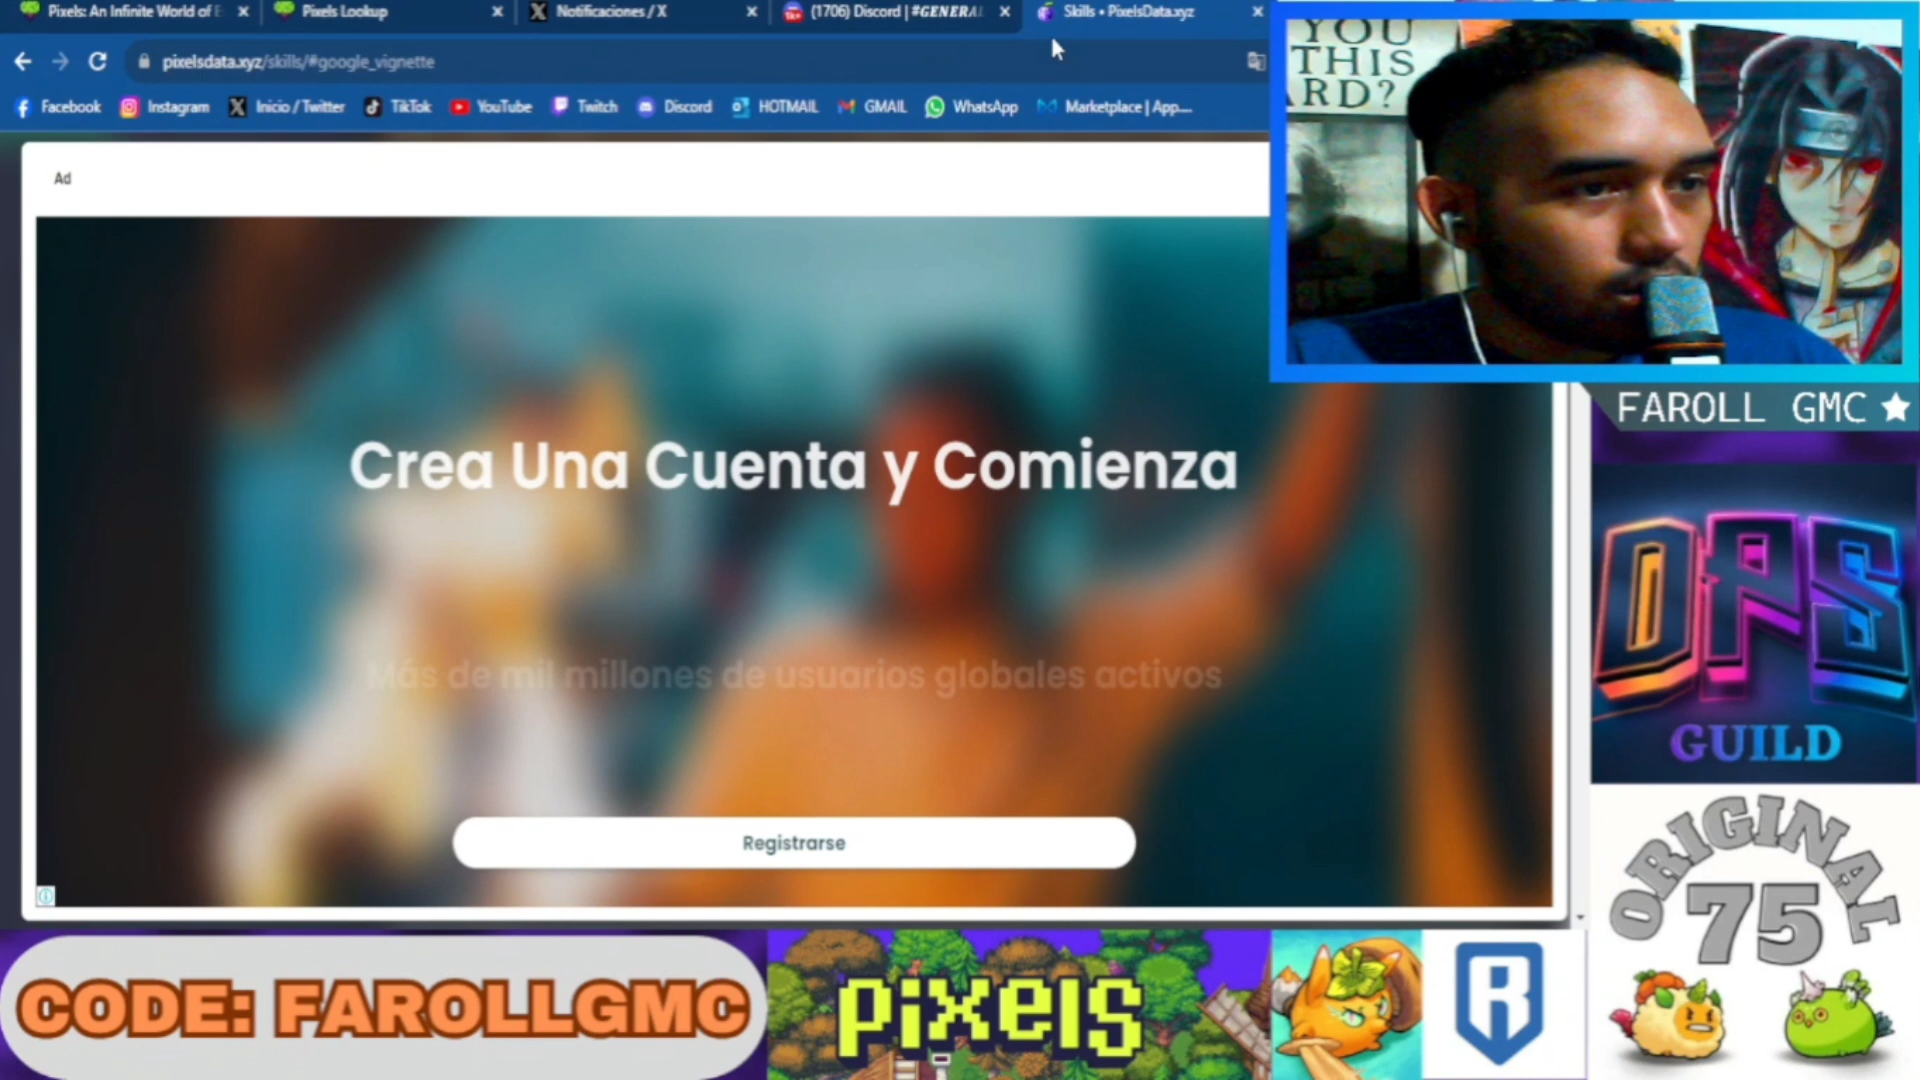 Pixels: An Infinite World of E
Pixels Lookup
Notificaciones / X
(1706) Discord | #GENERAL
Skills • PixelsData.xyz
pixelsdata.xyz/skills/#google_vignette
Facebook
Instagram
Inicio / Twitter
TikTok
YouTube
Twitch
Discord
HOTMAIL
GMAIL
WhatsApp
Marketplace | App....
YOU
THIS
ARD?
Ad
Crea Una Cuenta y Comienza
Más de mil millones de usuarios globales activos
Registrarse
FAROLL GMC
GUILD
ORIGINAL
75
CODE: FAROLLGMC
pixels
R